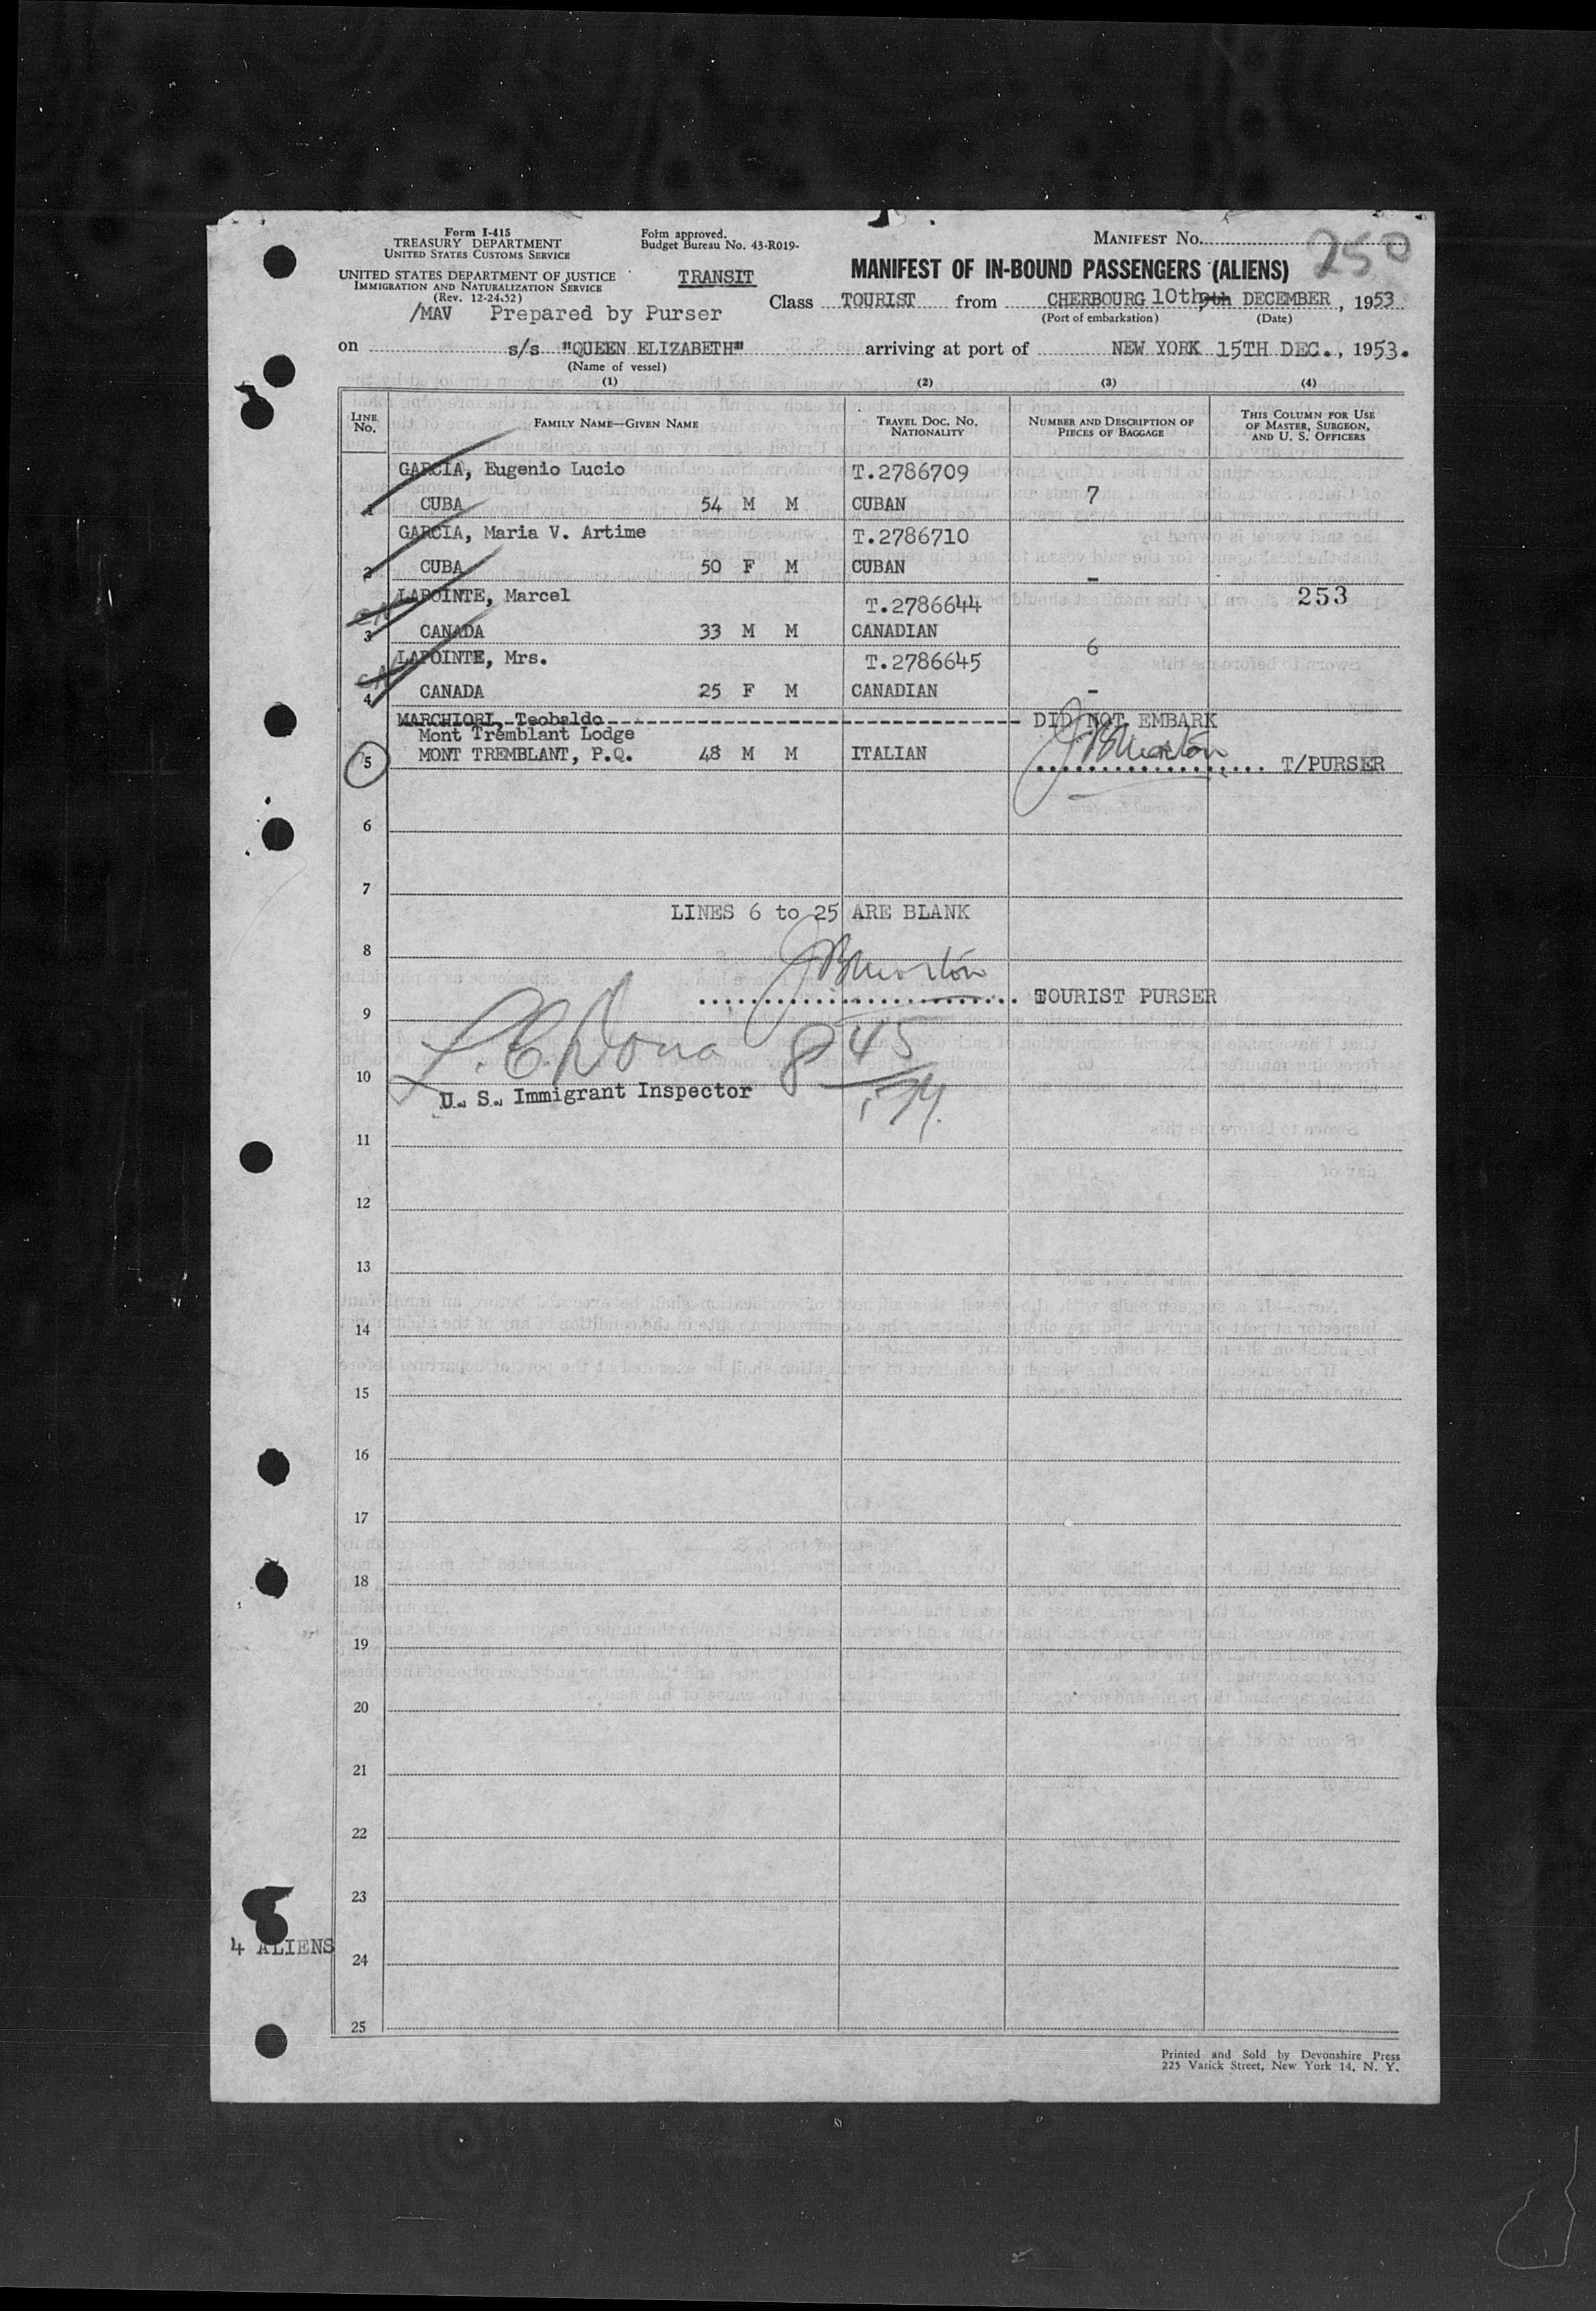 Form I-415
TREASURY DEPARTMENT
UNITED STATES CUSTOMS SERVICE
UNITED STATES DEPARTMENT OF JUSTICE
IMMIGRATION AND NATURALIZATION SERVICE
(Rev. 12-24-52)
Form approved.
Budget Bureau No. 43-R019-
TRANSIT
MANIFEST NO. 250
MANIFEST OF IN-BOUND PASSENGERS (ALIENS)
/MAV Prepared by Purser
Class TOURIST from CHERBOURG 10th 9th DECEMBER, 1953
(Port of embarkation) (Date)
on s/s "QUEEN ELIZABETH" arriving at port of NEW YORK 15TH DEC., 1953.
(Name of vessel)
(1) (2) (3) (4)
LINE No. FAMILY NAME—GIVEN NAME TRAVEL DOC. NO. NATIONALITY NUMBER AND DESCRIPTION OF PIECES OF BAGGAGE THIS COLUMN FOR USE OF MASTER, SURGEON, AND U. S. OFFICERS
GARCIA, Eugenio Lucio T.2786709
1 CUBA 54 M M CUBAN 7
GARCIA, Maria V. Artime T.2786710
2 CUBA 50 F M CUBAN -
LAPOINTE, Marcel T.2786644 253
3 CANADA 33 M M CANADIAN
LAPOINTE, Mrs. T.2786645 6
4 CANADA 25 F M CANADIAN -
MARCHIORI, Teobaldo DID NOT EMBARK
Mont Tremblant Lodge
5 MONT TREMBLANT, P.Q. 48 M M ITALIAN T/PURSER
6
7
LINES 6 to 25 ARE BLANK
8
TOURIST PURSER
9
10
U. S. Immigrant Inspector
11
12
13
14
15
16
17
18
19
20
21
22
23
4 ALIENS
24
25
Printed and Sold by Devonshire Press
225 Varick Street, New York 14, N. Y.